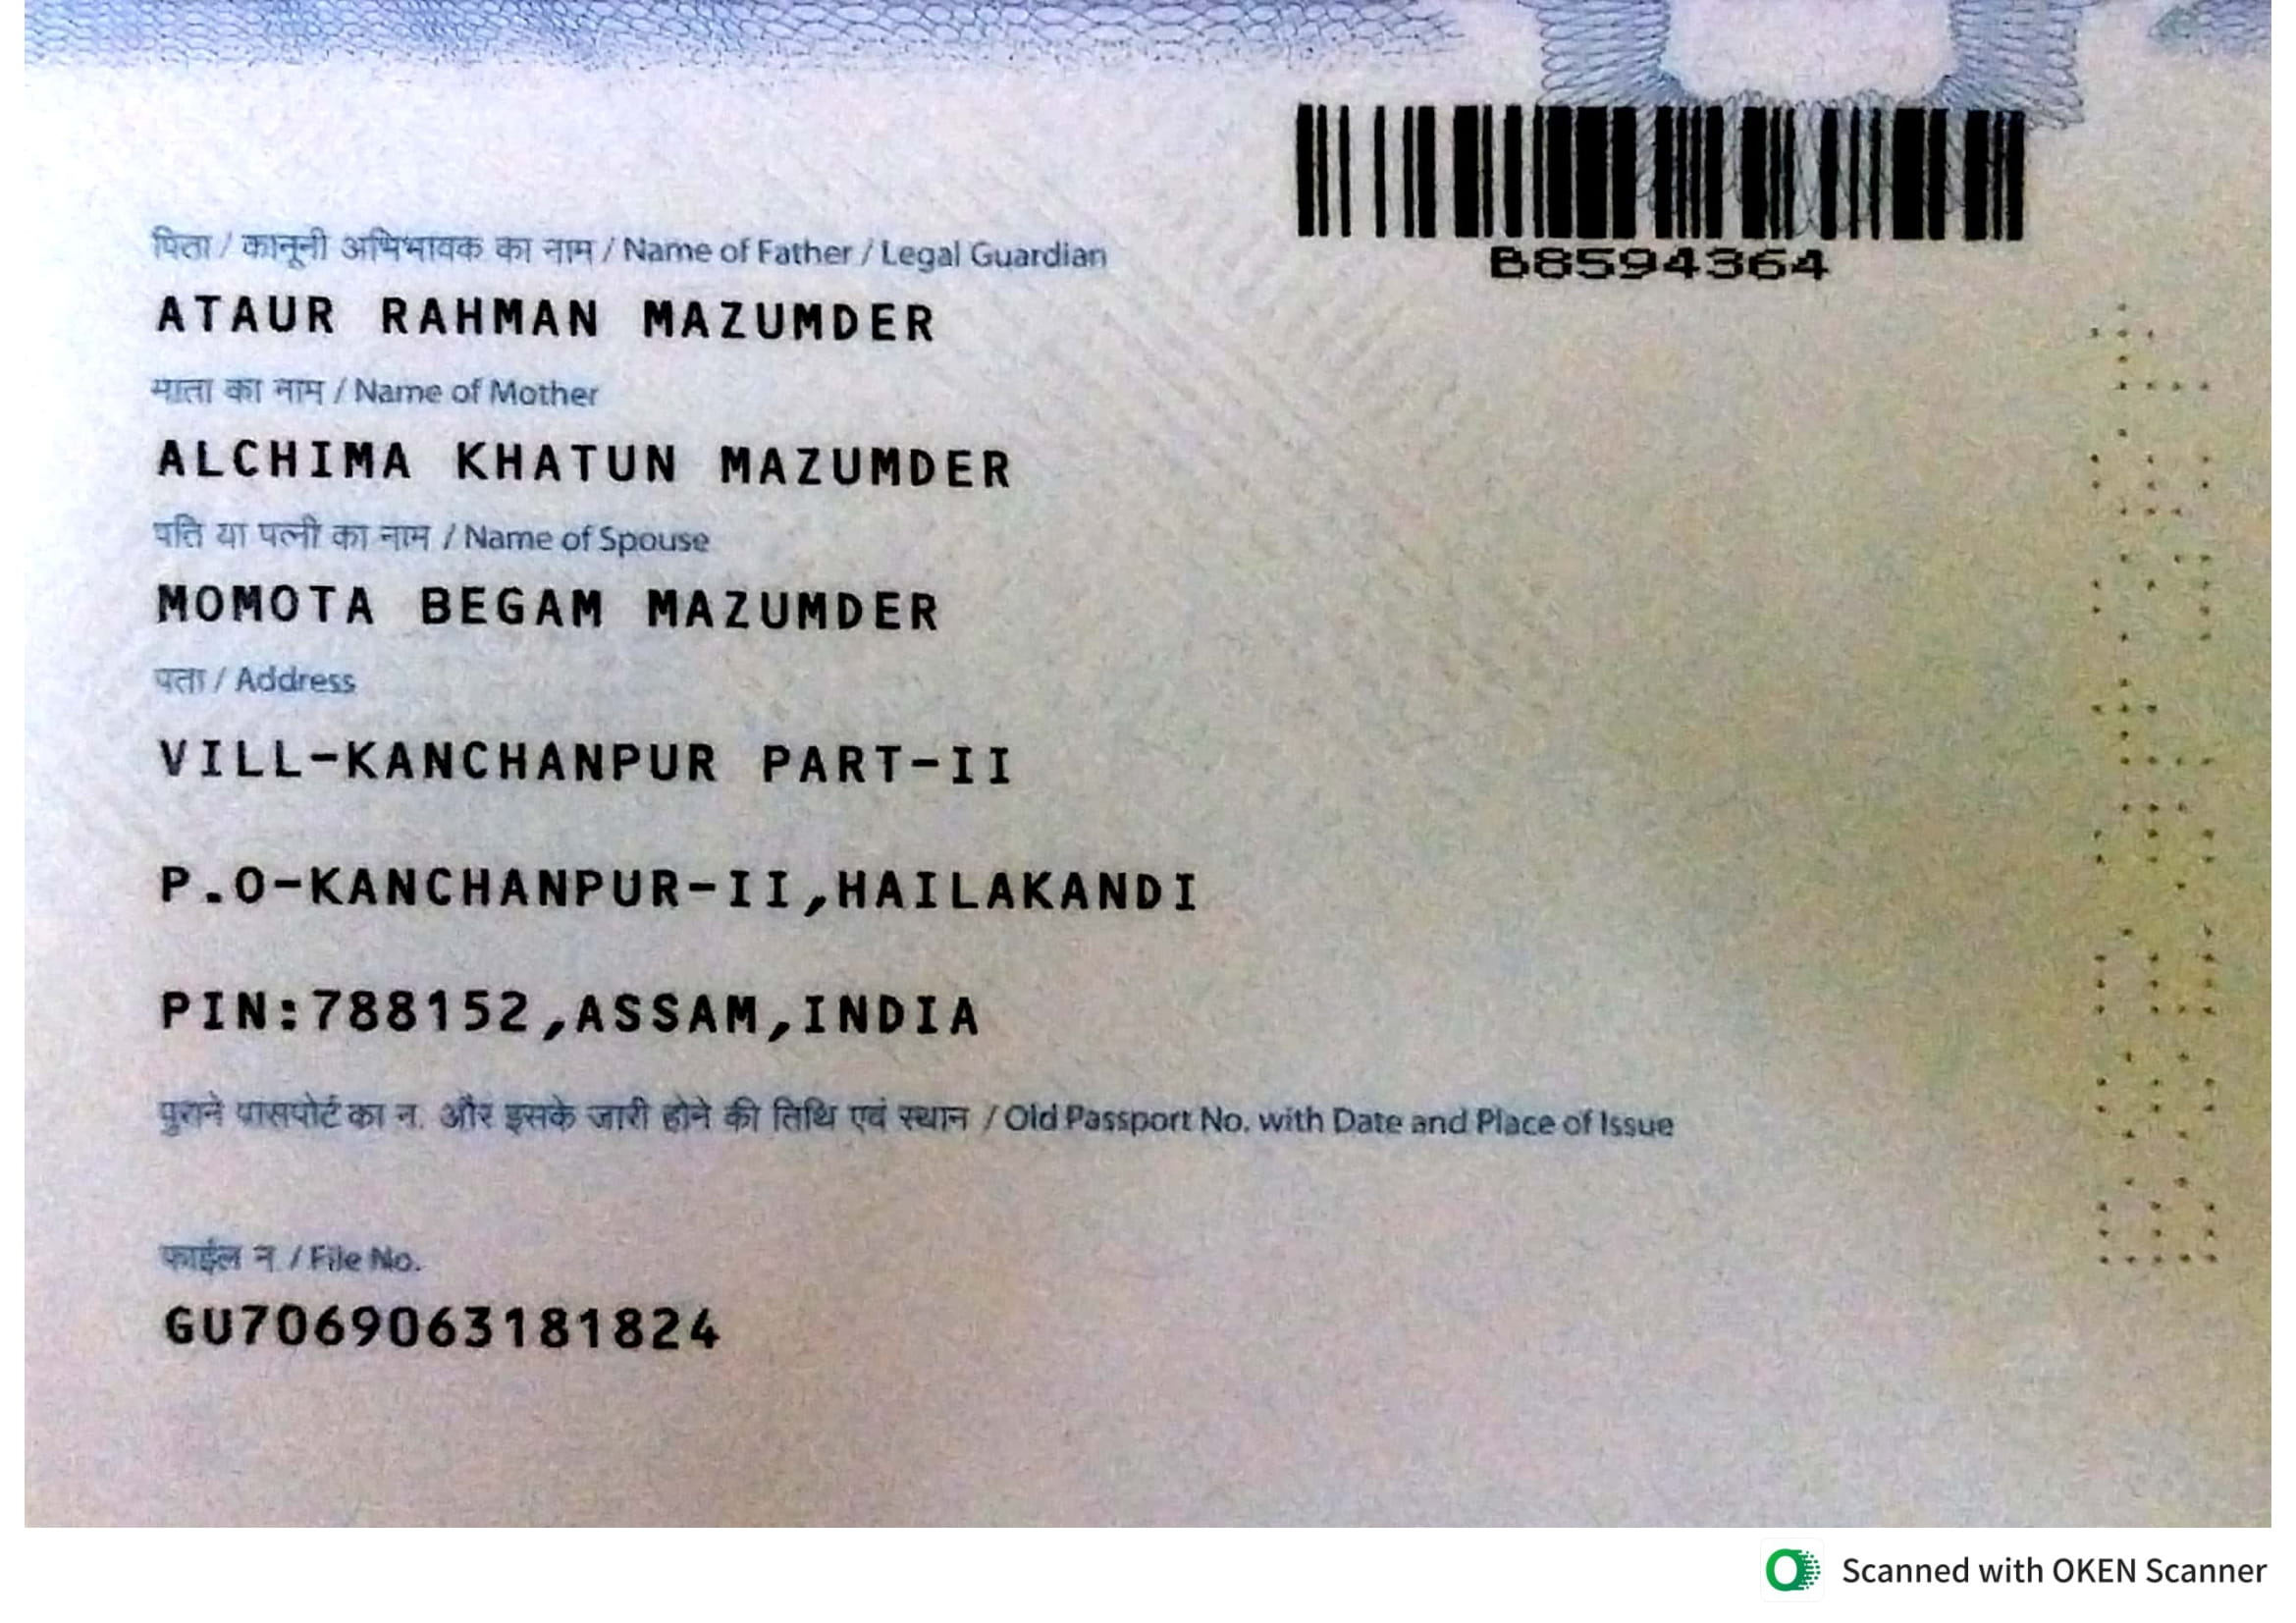 B8594364
पिता / कानूनी अभिभावक का नाम / Name of Father / Legal Guardian
ATAUR RAHMAN MAZUMDER
माता का नाम / Name of Mother
ALCHIMA KHATUN MAZUMDER
पति या पत्नी का नाम / Name of Spouse
MOMOTA BEGAM MAZUMDER
पता / Address
VILL-KANCHANPUR PART-II
P.O-KANCHANPUR-II,HAILAKANDI
PIN:788152,ASSAM,INDIA
पुराने पासपोर्ट का न. और इसके जारी होने की तिथि एवं स्थान / Old Passport No. with Date and Place of Issue
फाईल न / File No.
GU7069063181824
Scanned with OKEN Scanner